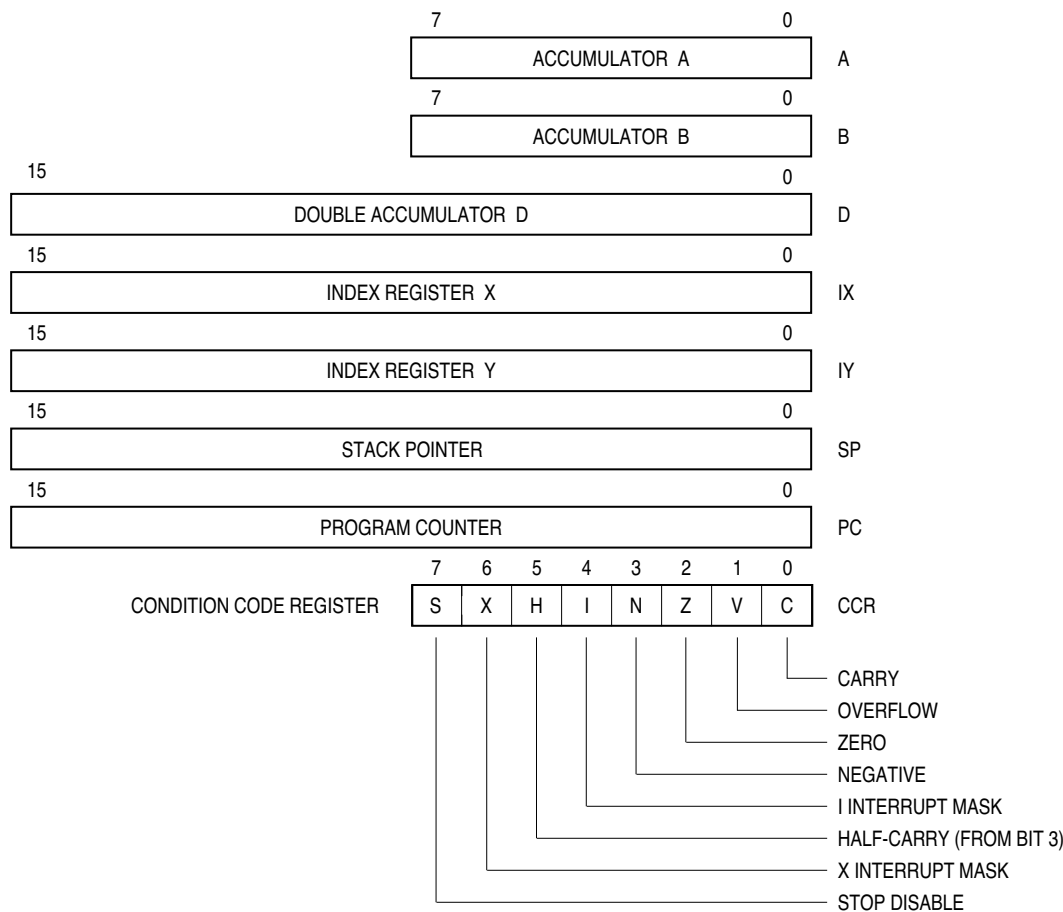 7 0
ACCUMULATOR A A
7 0
ACCUMULATOR B B
15 0
DOUBLE ACCUMULATOR D D
15 0
INDEX REGISTER X IX
15 0
INDEX REGISTER Y IY
15 0
STACK POINTER SP
15 0
PROGRAM COUNTER PC
7 6 5 4 3 2 1 0
CONDITION CODE REGISTER S X H I N Z V C CCR
CARRY
OVERFLOW
ZERO
NEGATIVE
I INTERRUPT MASK
HALF-CARRY (FROM BIT 3)
X INTERRUPT MASK
STOP DISABLE